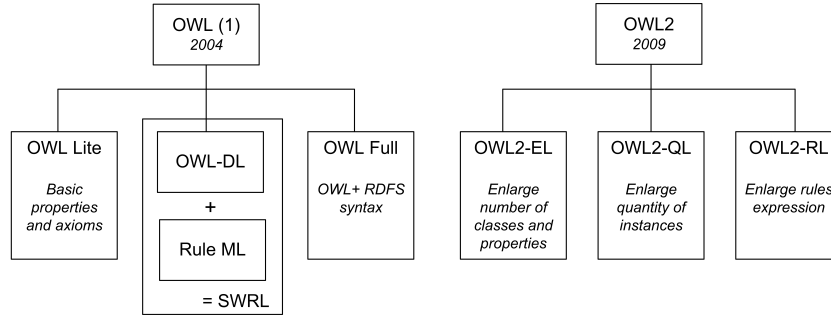 OWL (1)
2004
OWL2
2009
OWL Lite
Basic
properties
and axioms
OWL-DL
+
Rule ML
= SWRL
OWL Full
OWL+ RDFS
syntax
OWL2-EL
Enlarge
number of
classes and
properties
OWL2-QL
Enlarge
quantity of
instances
OWL2-RL
Enlarge rules
expression